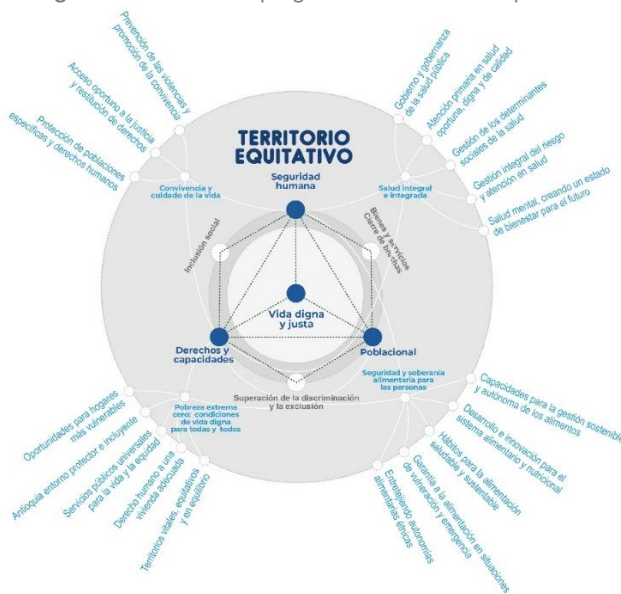 Prevención de las violencias y
promoción de la convivencia
Acceso oportuno a la justicia
y restitución de derechos
Protección de poblaciones
específicas y derechos humanos
Gobierno y gobernanza
de la salud pública
Atención primaria en salud
oportuna, digna y de calidad
Gestión de los determinantes
sociales de la salud
Gestión integral del riesgo
y atención en salud
Salud mental, creando un estado
de bienestar para el futuro
TERRITORIO
EQUITATIVO
Seguridad
humana
Convivencia y
cuidado de la vida
Salud integral
e integrada
Inclusión social
Bienes y servicios
Cierre de brechas
Vida digna
y justa
Derechos y
capacidades
Poblacional
Seguridad y soberanía
alimentaria para
las personas
Superación de la discriminación
y la exclusión
Pobreza extrema
cero: condiciones
de vida digna
para todas y todos
Oportunidades para hogares
más vulnerables
Antioquia entorno protector e incluyente
Servicios públicos universales
para la vida y la equidad
Derecho humano a una
vivienda adecuada
Territorios vitales, equitativos
y en equilibrio
Capacidades para la gestión sostenible
y autónoma de los alimentos
Desarrollo e innovación para el
sistema alimentario y nutricional
Hábitos para la alimentación
saludable y sustentable
Garantía a la alimentación en situaciones
de vulneración y emergencia
Entretejiendo autonomías
alimentarias étnicas